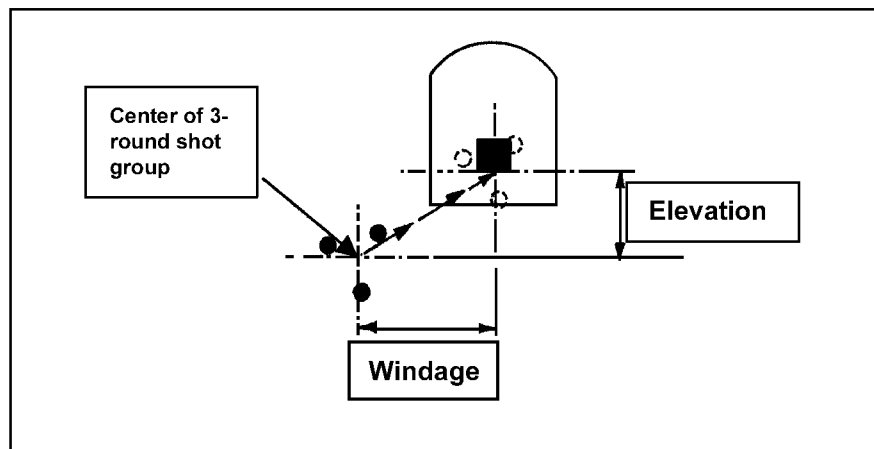 Center of 3-
round shot
group
Elevation
Windage